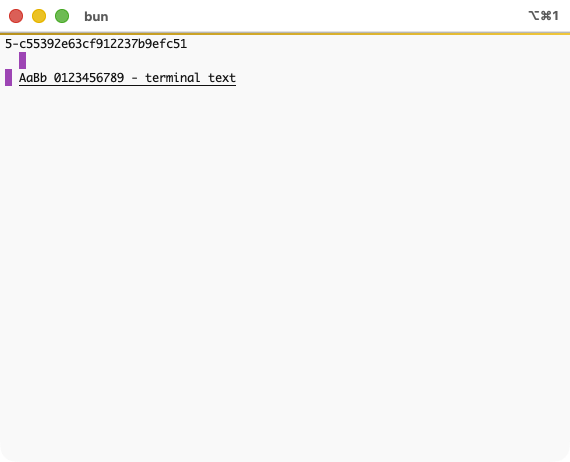 bun
⌥⌘1
5-c55392e63cf912237b9efc51
AaBb 0123456789 - terminal text